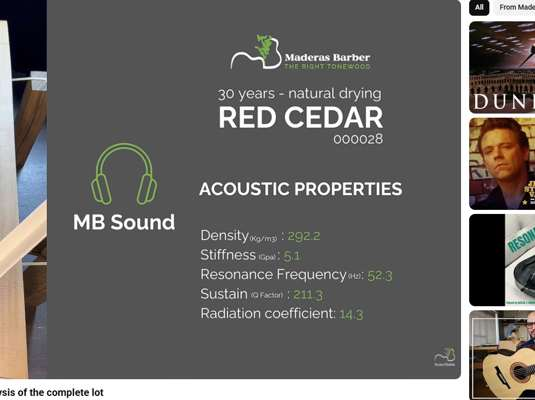 All
From Made
Maderas Barber
THE RIGHT TONEWOOD
30 years - natural drying
RED CEDAR
000028
MB Sound
ACOUSTIC PROPERTIES
Density (Kg/m3) : 292.2
Stiffness (Gpa) : 5.1
Resonance Frequency (Hz): 52.3
Sustain (Q Factor) : 211.3
Radiation coefficient: 14.3
DUN
RESON
ysis of the complete lot